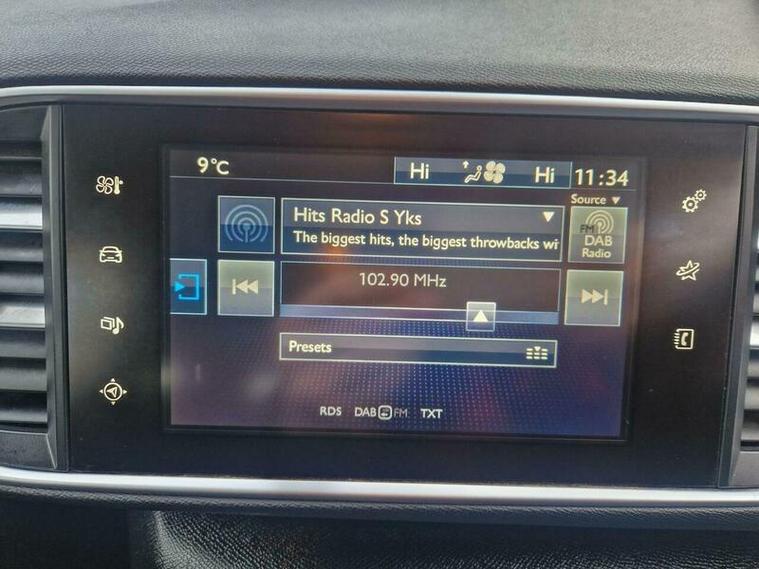 9°C
Hi
Hi
11:34
Source
Hits Radio S Yks
The biggest hits, the biggest throwbacks wi
FM
DAB
Radio
102.90 MHz
Presets
RDS
DAB FM
TXT